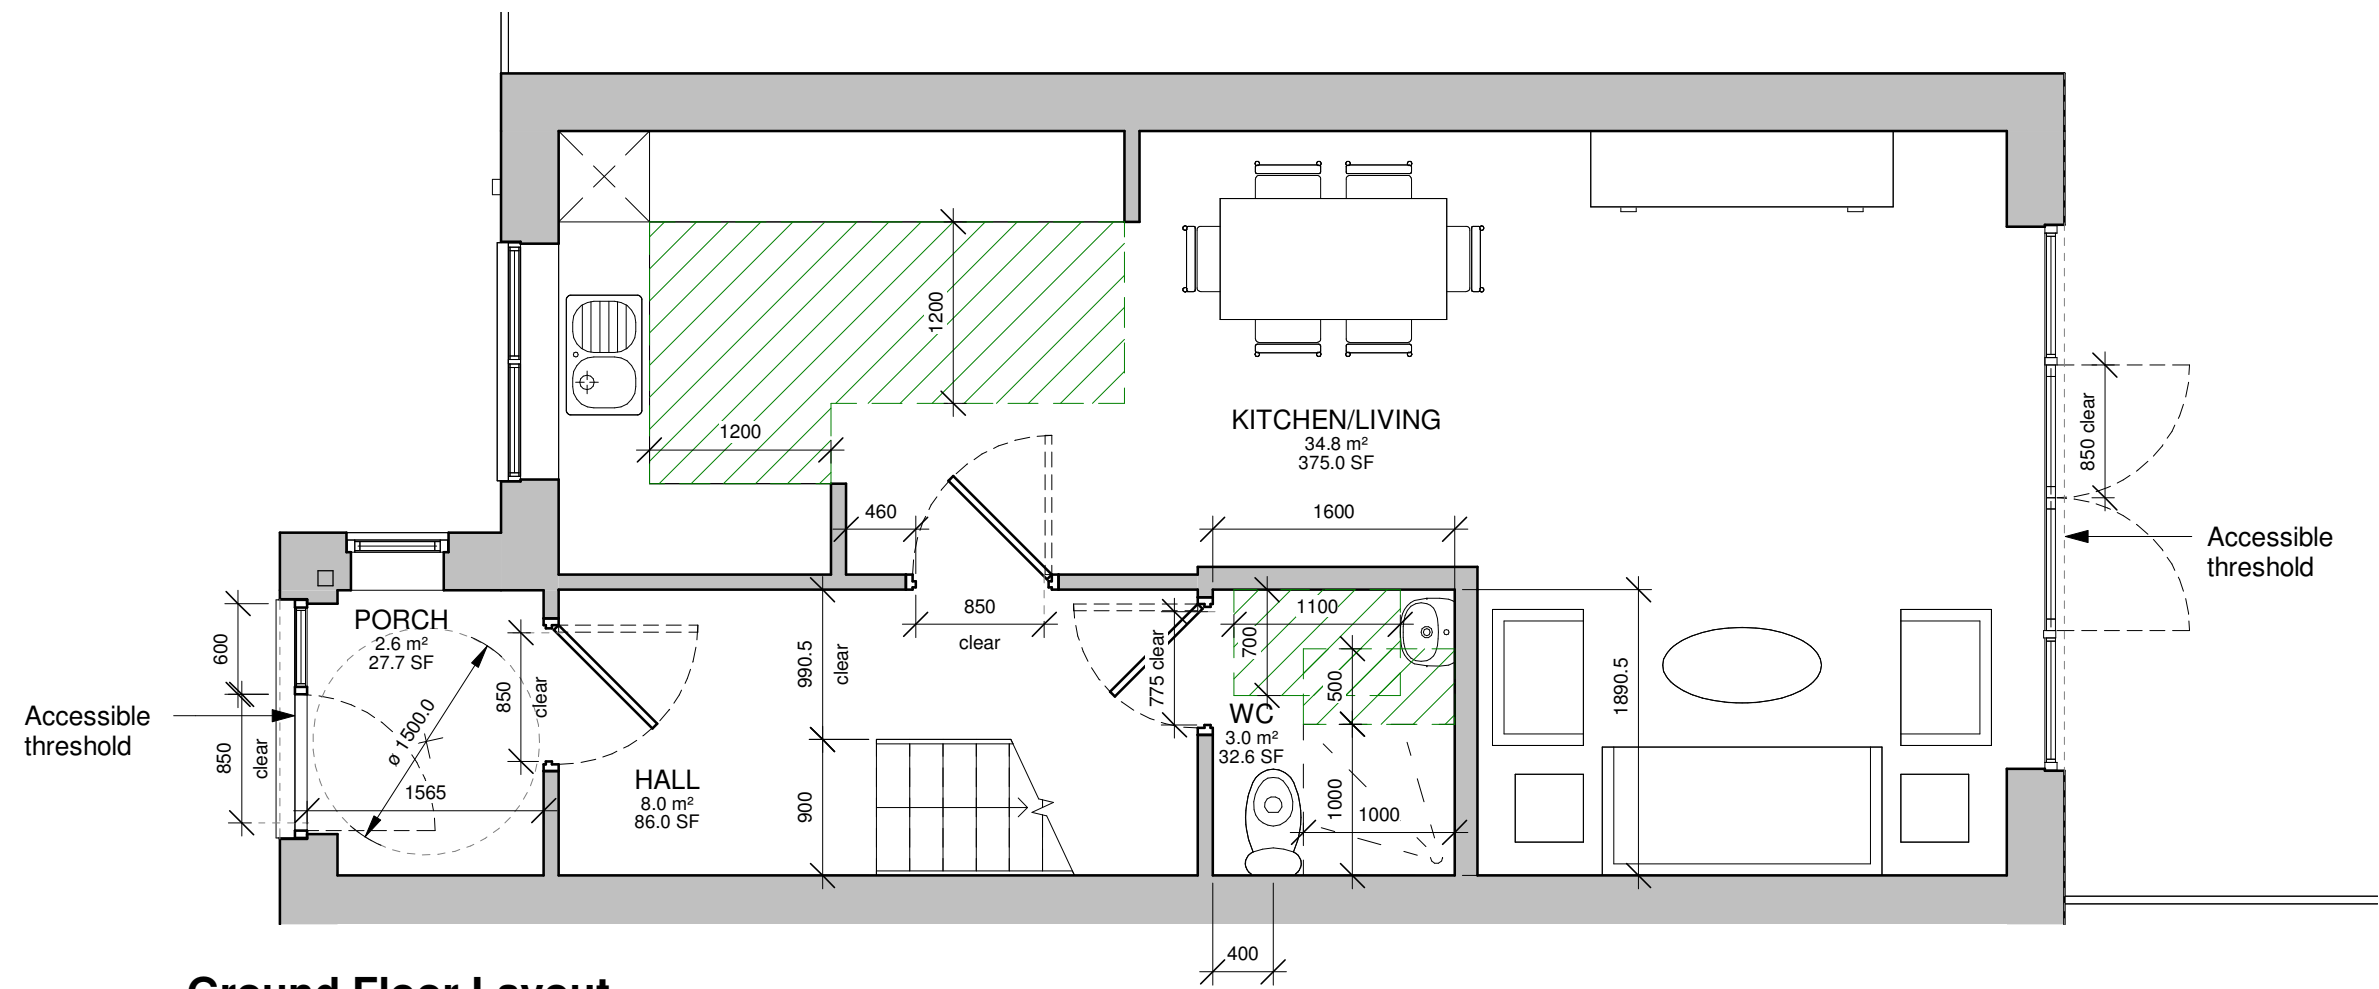 1200
1200
KITCHEN/LIVING
34.8 m²
375.0 SF
850 clear
460
1600
Accessible
threshold
PORCH
2.6 m²
27.7 SF
600
850
clear
990.5
clear
850
clear
775 clear
1100
700
500
1890.5
Accessible
threshold
850
clear
ø 1500.0
1565
HALL
8.0 m²
86.0 SF
900
WC
3.0 m²
32.6 SF
1000
1000
400
Ground Floor Layout